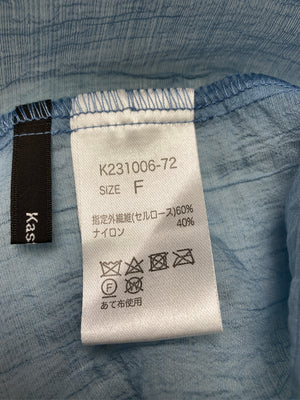 Kas
K231006-72
SIZE F
指定外繊維(セルロース)60%
ナイロン 40%
F W
あて布使用